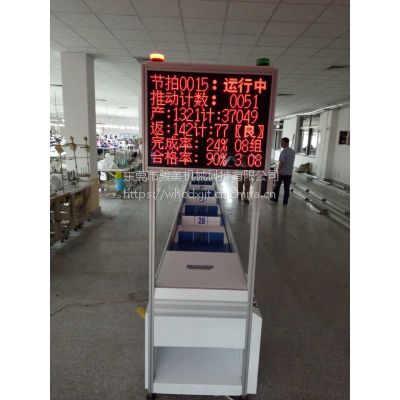 节拍0015：运行中
推动计数： 0051
产:1321计:37049
返:142计:77〖良〗
完成率: 24% 08组
合格率: 90% 3 08
东莞市骏美机械科技有限公司
https://whcdxjjt.cn.china.cn
28